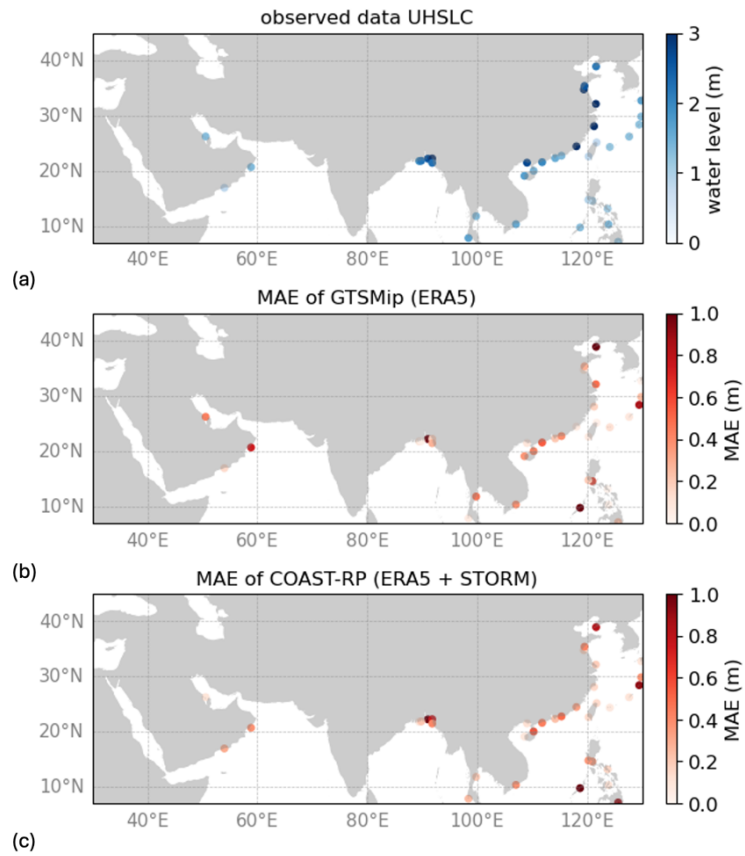 observed data UHSLC
40°N
30°N
20°N
10°N
40°E 60°E 80°E 100°E 120°E
3
2
1
0
water level (m)
(a)
MAE of GTSMip (ERA5)
40°N
30°N
20°N
10°N
40°E 60°E 80°E 100°E 120°E
1.0
0.8
0.6
0.4
0.2
0.0
MAE (m)
(b)
MAE of COAST-RP (ERA5 + STORM)
40°N
30°N
20°N
10°N
40°E 60°E 80°E 100°E 120°E
1.0
0.8
0.6
0.4
0.2
0.0
MAE (m)
(c)